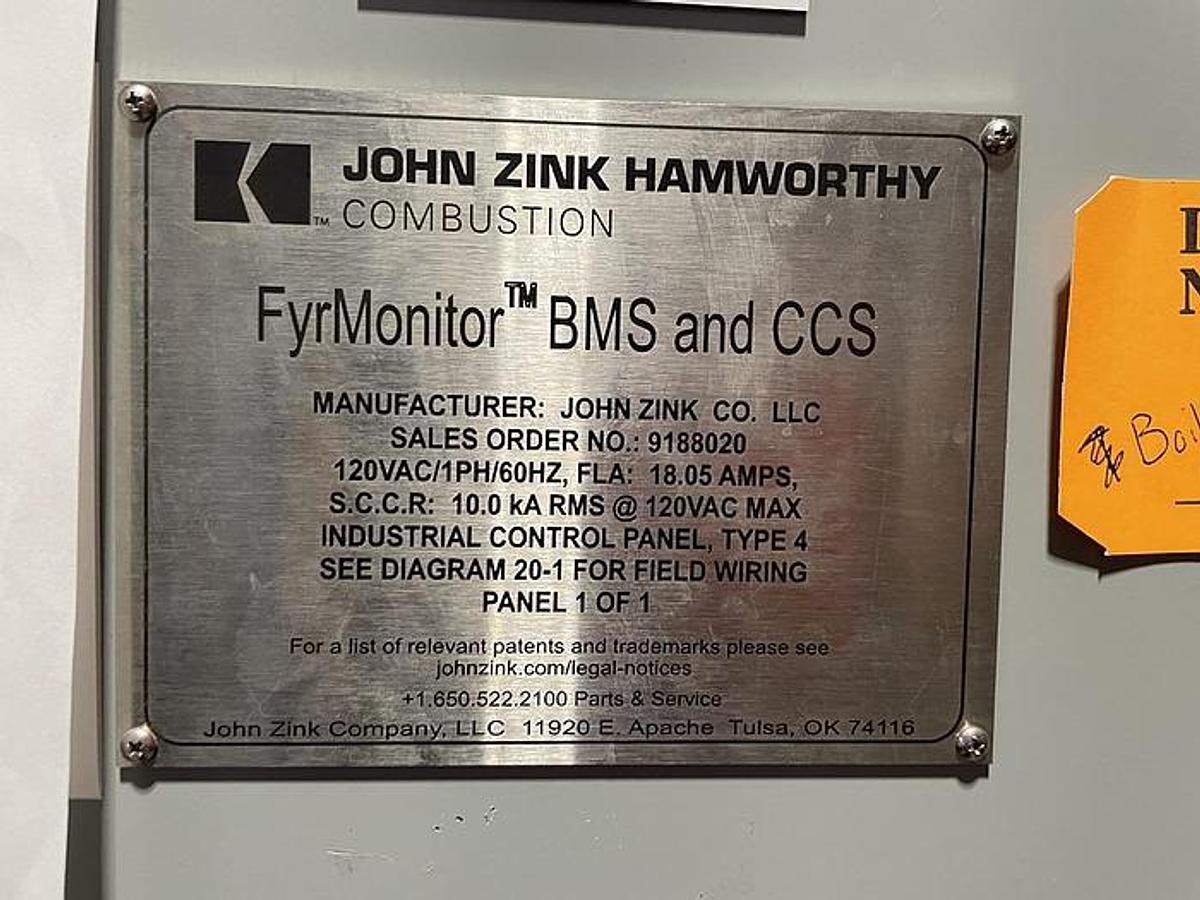 JOHN ZINK HAMWORTHY
COMBUSTION
FyrMonitor™ BMS and CCS
MANUFACTURER: JOHN ZINK CO. LLC
SALES ORDER NO.: 9188020
120VAC/1PH/60HZ, FLA: 18.05 AMPS,
S.C.C.R: 10.0 kA RMS @ 120VAC MAX
INDUSTRIAL CONTROL PANEL, TYPE 4
SEE DIAGRAM 20-1 FOR FIELD WIRING
PANEL 1 OF 1
For a list of relevant patents and trademarks please see
johnzink.com/legal-notices
+1.650.522.2100 Parts & Service
John Zink Company, LLC 11920 E. Apache Tulsa, OK 74116